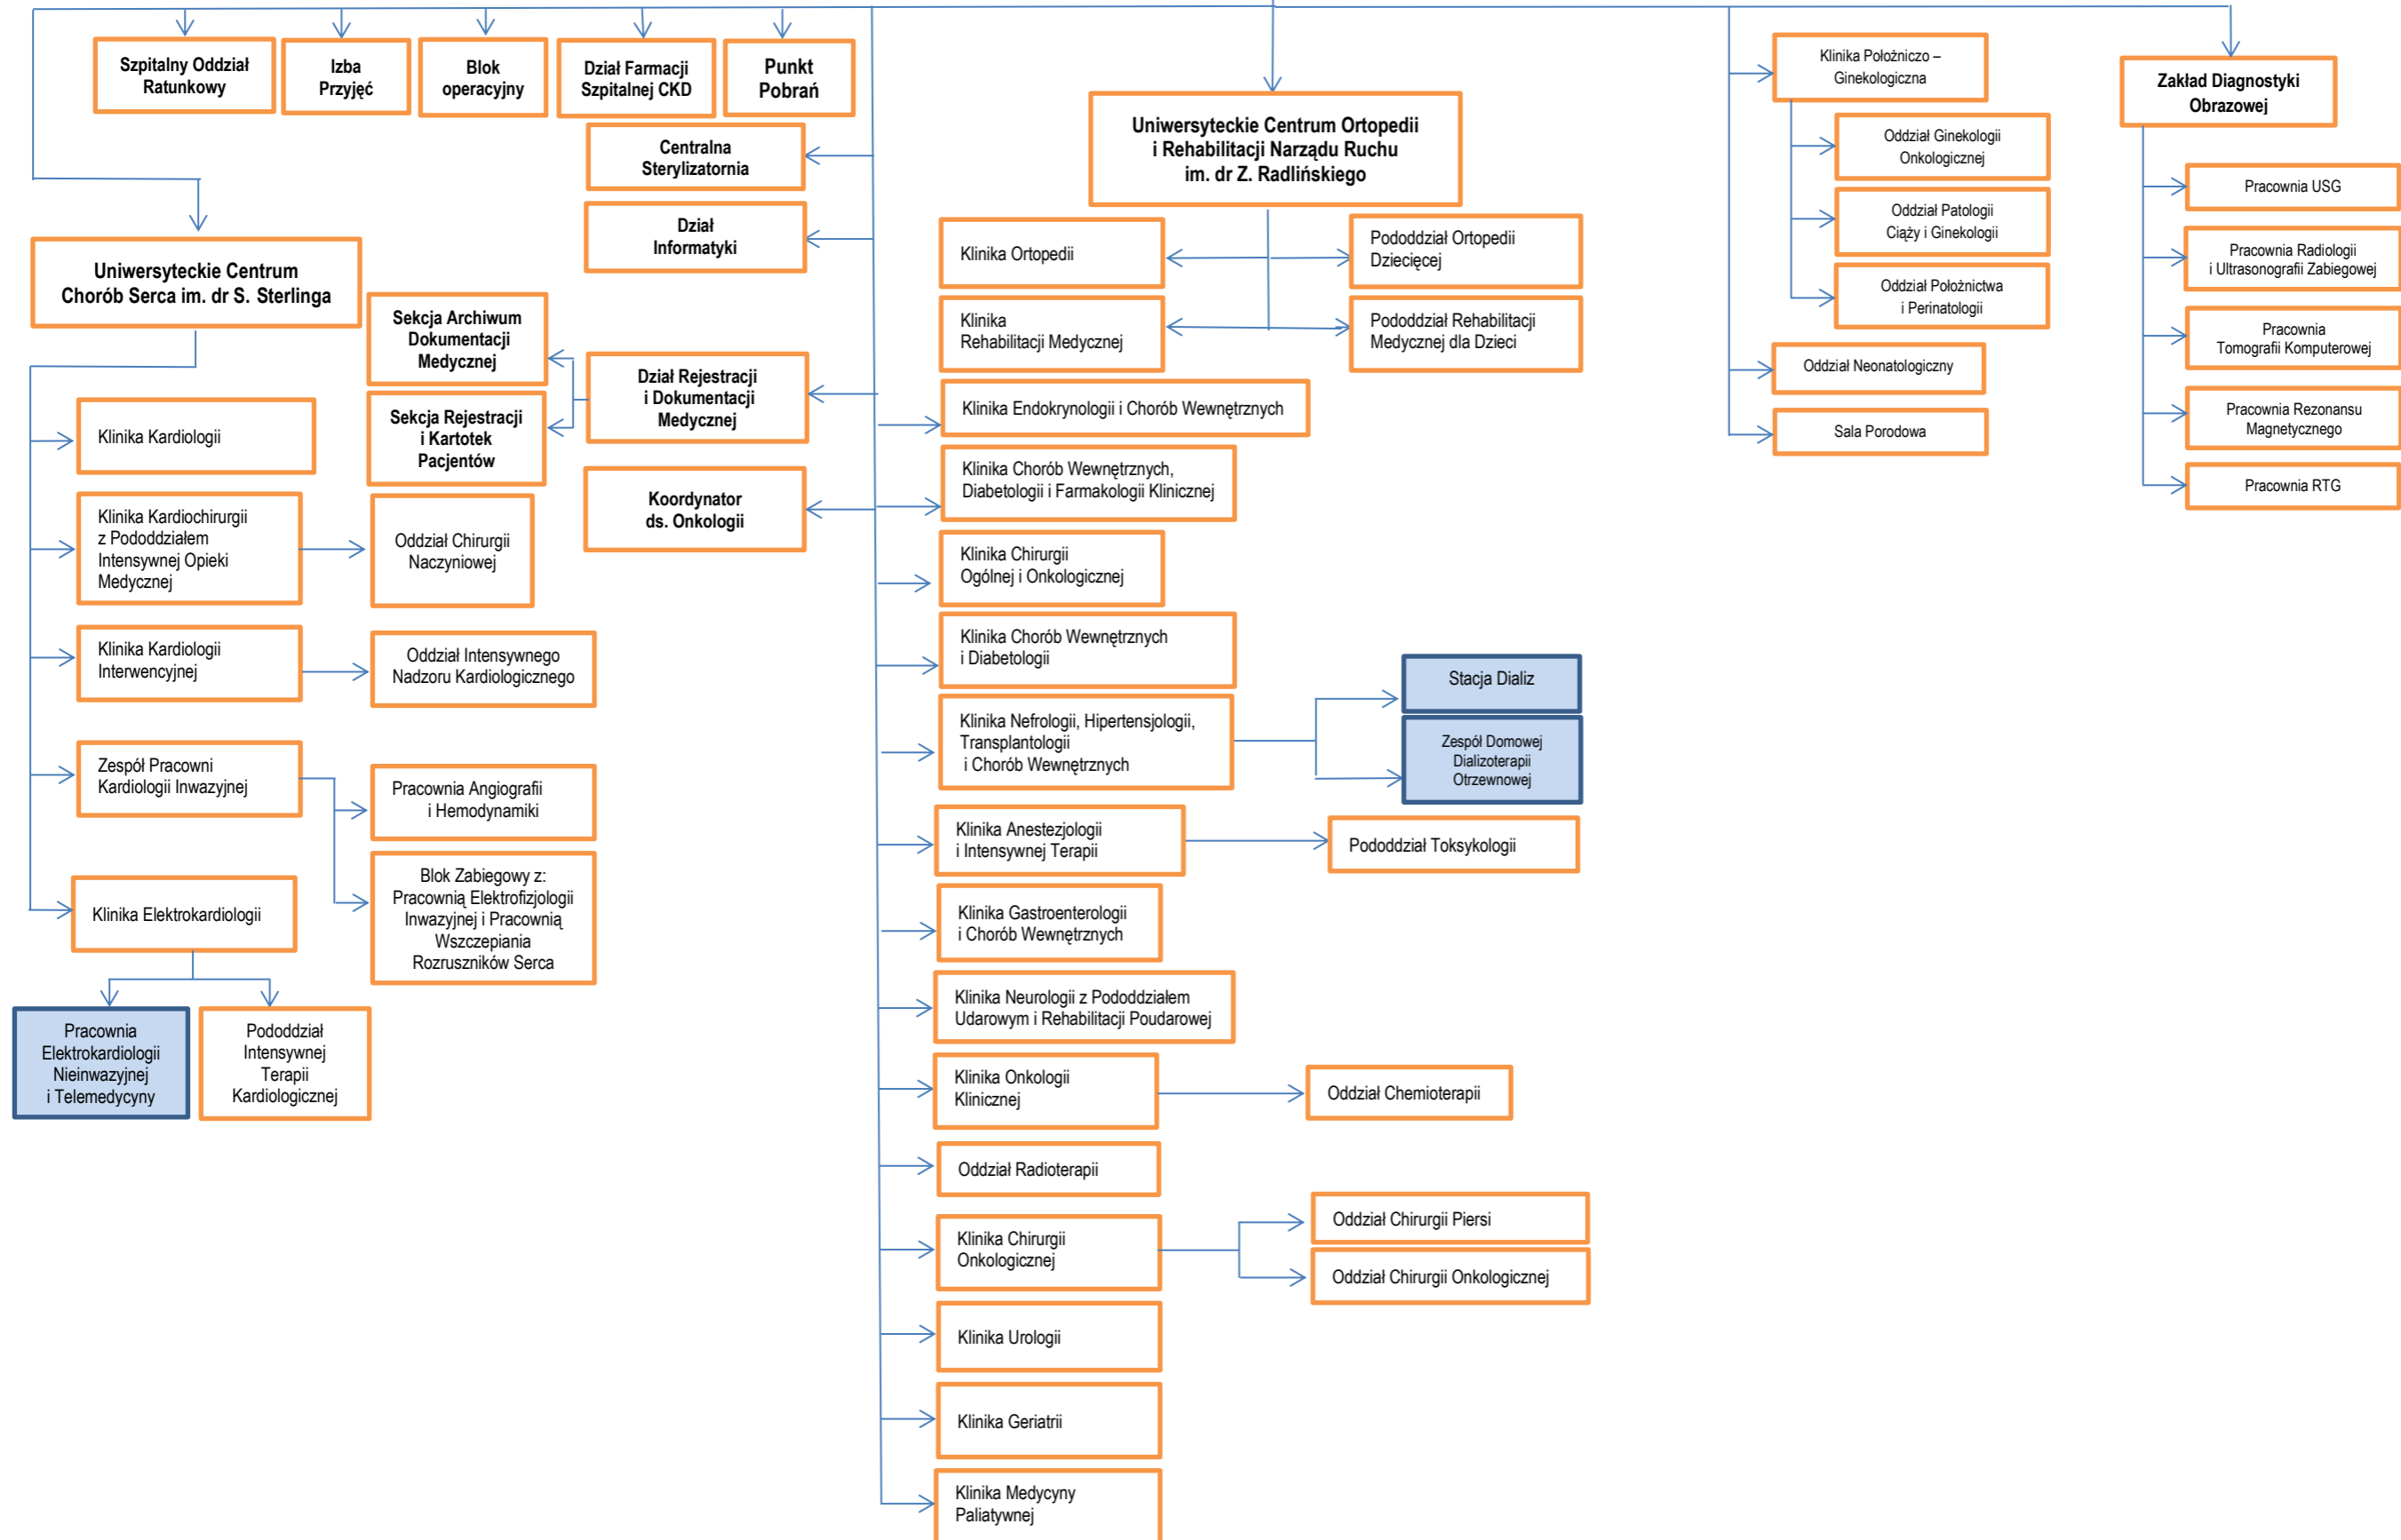 Szpitalny Oddział
Ratunkowy
Izba
Przyjęć
Blok
operacyjny
Dział Farmacji
Szpitalnej CKD
Punkt
Pobrań
Centralna
Sterylizatornia
Dział
Informatyki
Uniwersyteckie Centrum
Chorób Serca im. dr S. Sterlinga
Sekcja Archiwum
Dokumentacji
Medycznej
Sekcja Rejestracji
i Kartotek
Pacjentów
Dział Rejestracji
i Dokumentacji
Medycznej
Koordynator
ds. Onkologii
Klinika Kardiologii
Klinika Kardiochirurgii
z Pododdziałem
Intensywnej Opieki
Medycznej
Oddział Chirurgii
Naczyniowej
Klinika Kardiologii
Interwencyjnej
Oddział Intensywnego
Nadzoru Kardiologicznego
Zespół Pracowni
Kardiologii Inwazyjnej
Pracownia Angiografii
i Hemodynamiki
Blok Zabiegowy z:
Pracownią Elektrofizjologii
Inwazyjnej i Pracownią
Wszczepiania
Rozruszników Serca
Klinika Elektrokardiologii
Pracownia
Elektrokardiologii
Nieinwazyjnej
i Telemedycyny
Pododdział
Intensywnej
Terapii
Kardiologicznej
Uniwersyteckie Centrum Ortopedii
i Rehabilitacji Narządu Ruchu
im. dr Z. Radlińskiego
Klinika Ortopedii
Pododdział Ortopedii
Dziecięcej
Klinika
Rehabilitacji Medycznej
Pododdział Rehabilitacji
Medycznej dla Dzieci
Klinika Endokrynologii i Chorób Wewnętrznych
Klinika Chorób Wewnętrznych,
Diabetologii i Farmakologii Klinicznej
Klinika Chirurgii
Ogólnej i Onkologicznej
Klinika Chorób Wewnętrznych
i Diabetologii
Klinika Nefrologii, Hipertensjologii,
Transplantologii
i Chorób Wewnętrznych
Stacja Dializ
Zespół Domowej
Dializoterapii
Otrzewnowej
Klinika Anestezjologii
i Intensywnej Terapii
Pododdział Toksykologii
Klinika Gastroenterologii
i Chorób Wewnętrznych
Klinika Neurologii z Pododdziałem
Udarowym i Rehabilitacji Poudarowej
Klinika Onkologii
Klinicznej
Oddział Chemioterapii
Oddział Radioterapii
Klinika Chirurgii
Onkologicznej
Oddział Chirurgii Piersi
Oddział Chirurgii Onkologicznej
Klinika Urologii
Klinika Geriatrii
Klinika Medycyny
Paliatywnej
Klinika Położniczo –
Ginekologiczna
Oddział Ginekologii
Onkologicznej
Oddział Patologii
Ciąży i Ginekologii
Oddział Położnictwa
i Perinatologii
Oddział Neonatologiczny
Sala Porodowa
Zakład Diagnostyki
Obrazowej
Pracownia USG
Pracownia Radiologii
i Ultrasonografii Zabiegowej
Pracownia
Tomografii Komputerowej
Pracownia Rezonansu
Magnetycznego
Pracownia RTG